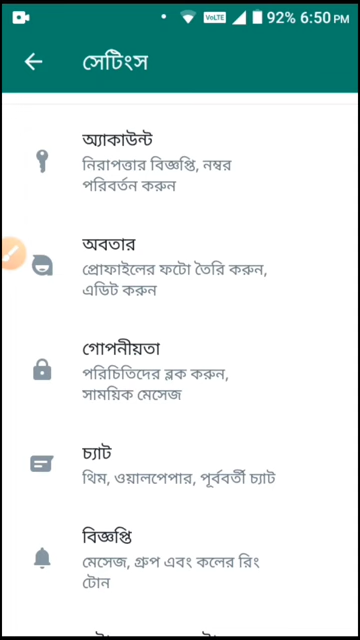 VoLTE 92% 6:50 PM
সেটিংস
অ্যাকাউন্ট
নিরাপত্তার বিজ্ঞপ্তি, নম্বর
পরিবর্তন করুন
অবতার
প্রোফাইলের ফটো তৈরি করুন,
এডিট করুন
গোপনীয়তা
পরিচিতিদের ব্লক করুন,
সাময়িক মেসেজ
চ্যাট
থিম, ওয়ালপেপার, পূর্ববর্তী চ্যাট
বিজ্ঞপ্তি
মেসেজ, গ্রুপ এবং কলের রিং
টোন